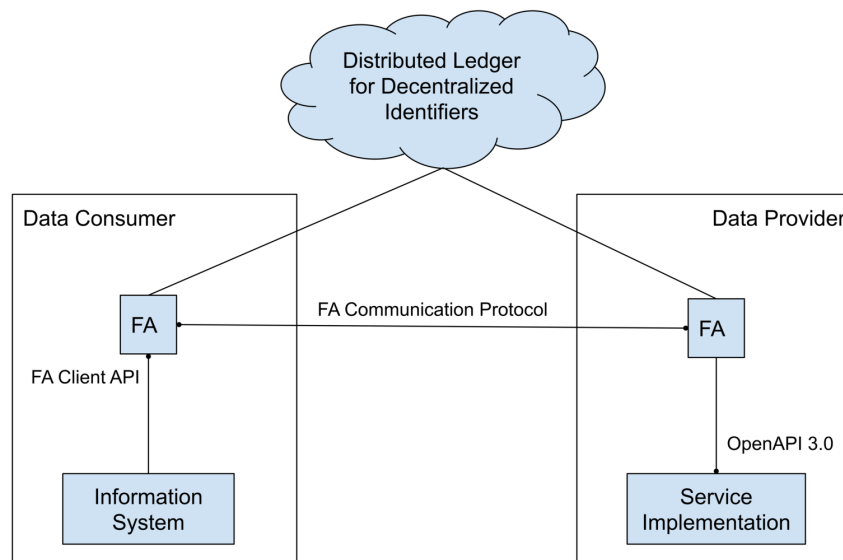 Distributed Ledger
for Decentralized
Identifiers
Data Consumer
Data Provider
FA Communication Protocol
FA
FA
FA Client API
OpenAPI 3.0
Information
System
Service
Implementation